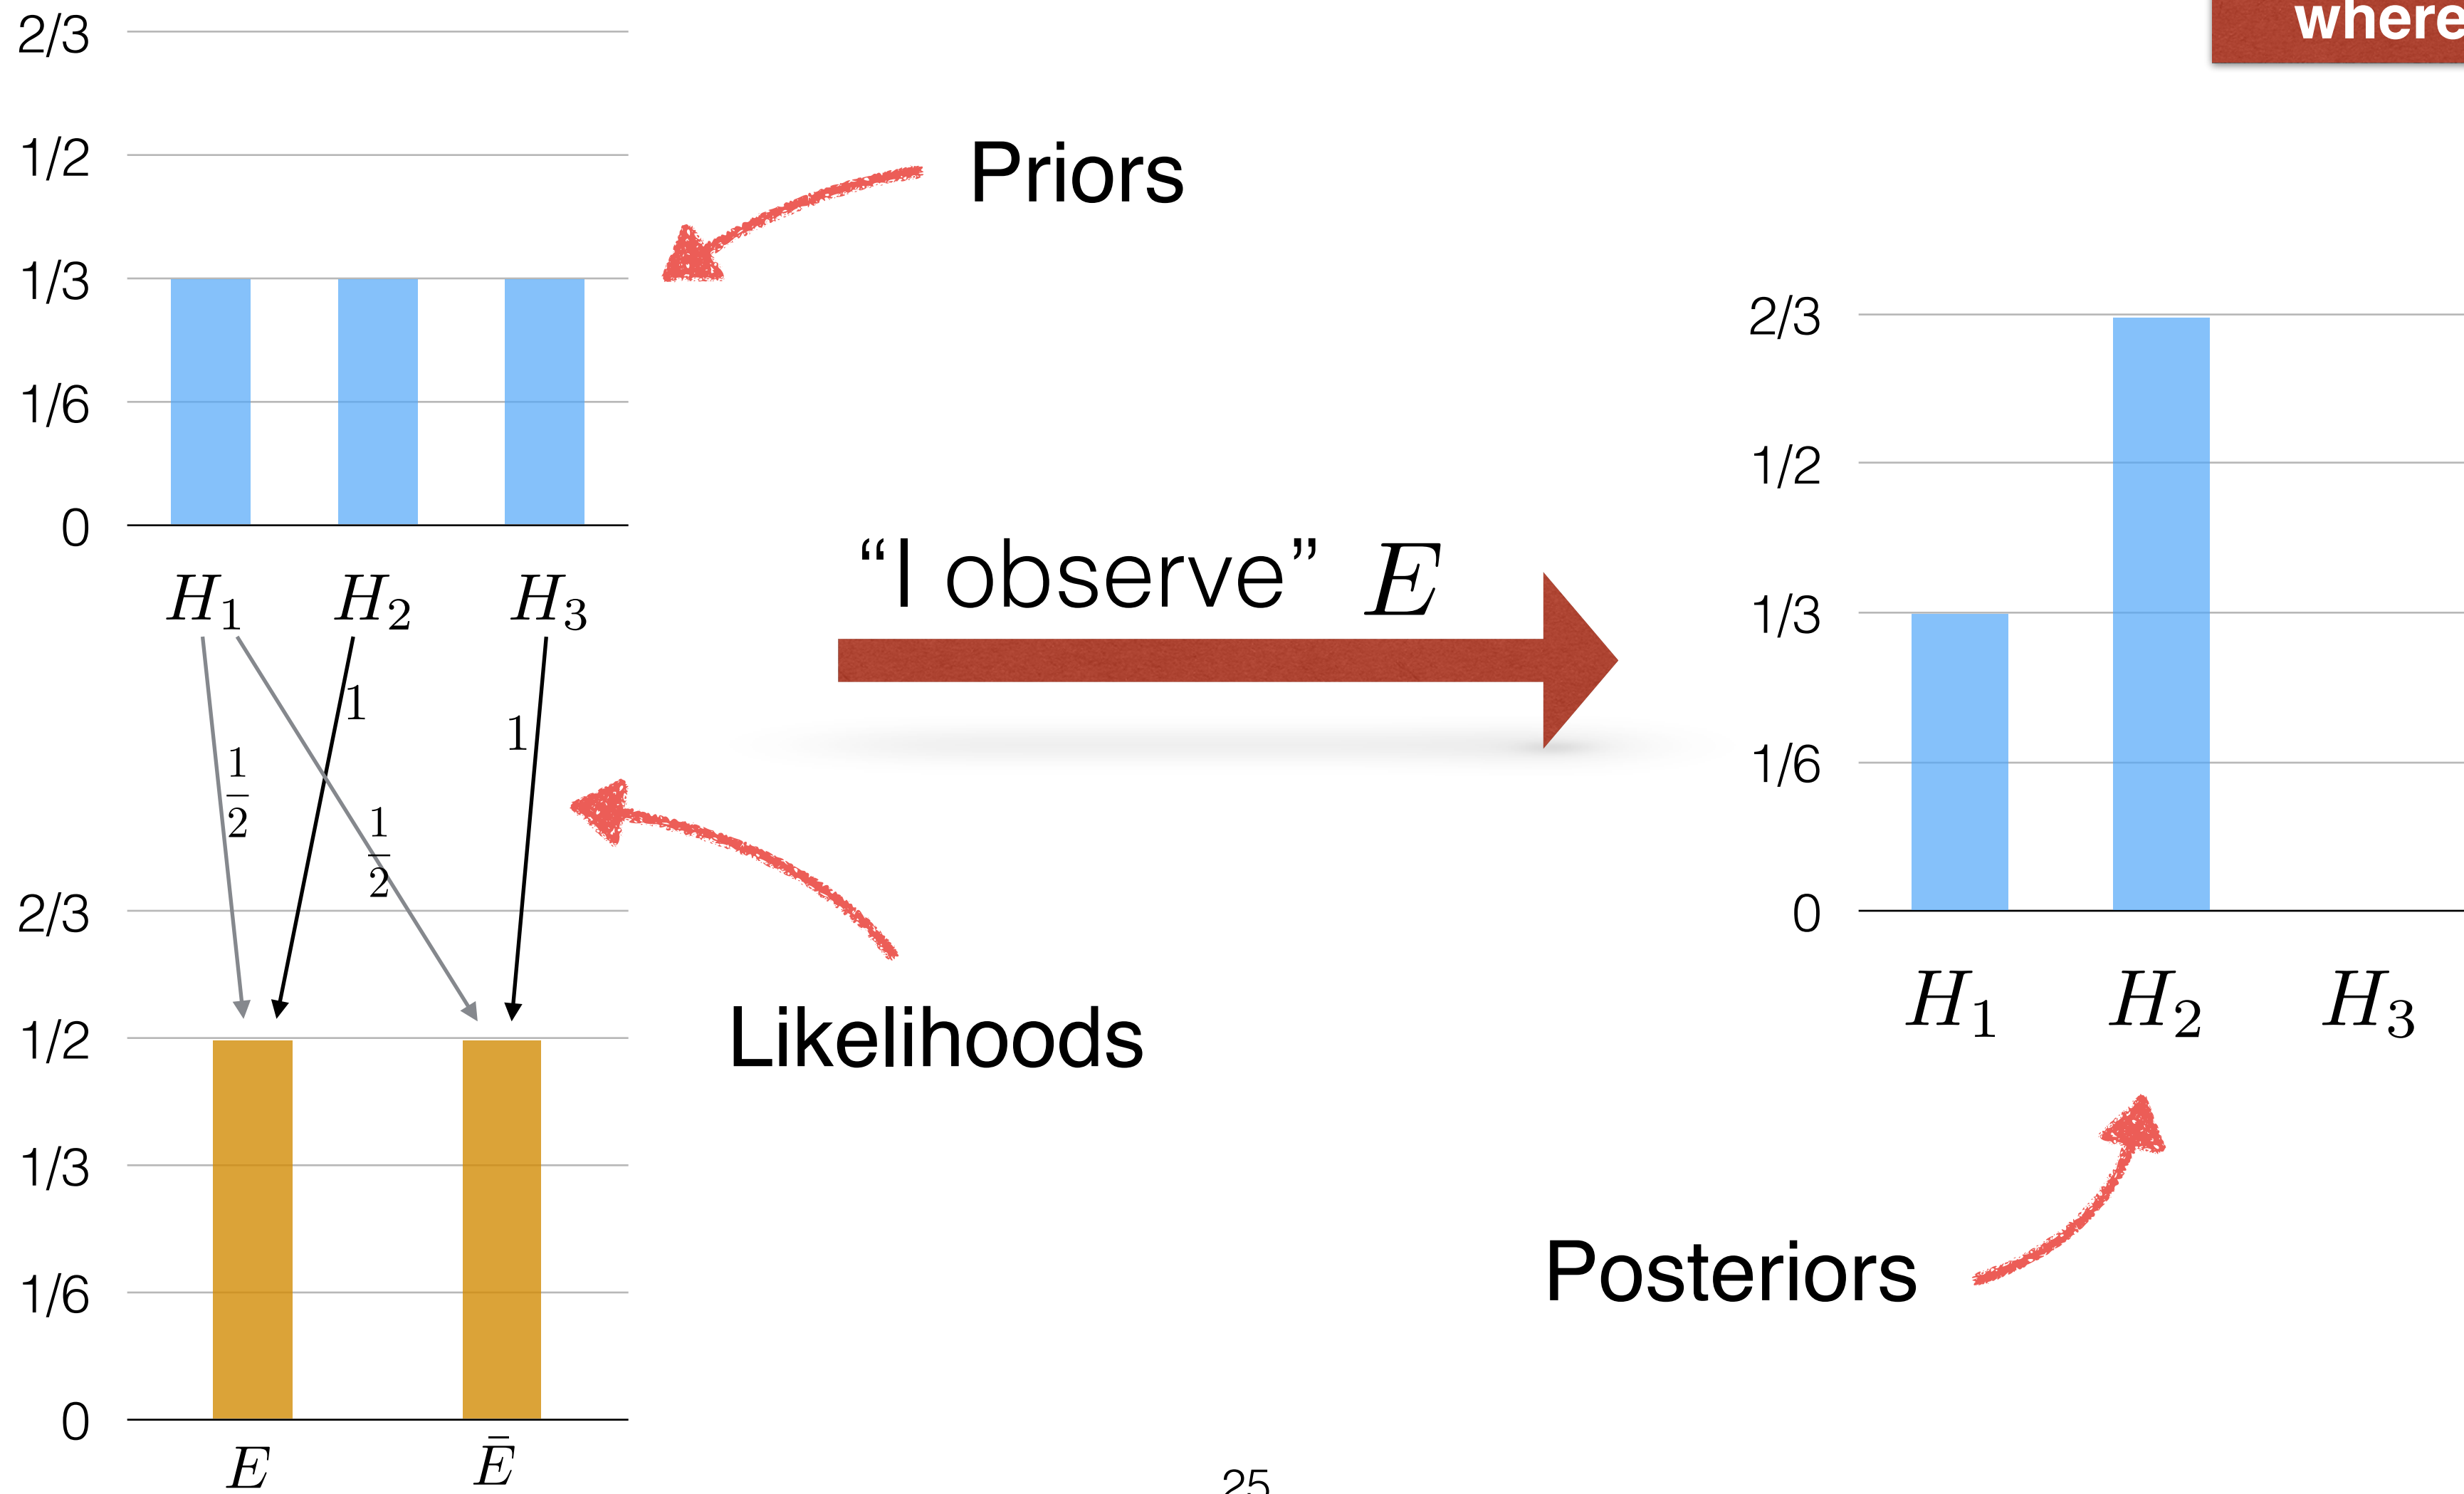 where
2/3
1/2
1/3
1/6
0
H₁ H₂ H₃
Priors
1
1
1/2
1/2
Likelihoods
2/3
1/2
1/3
1/6
0
E Ē
“I observe” E
2/3
1/2
1/3
1/6
0
H₁ H₂ H₃
Posteriors
25